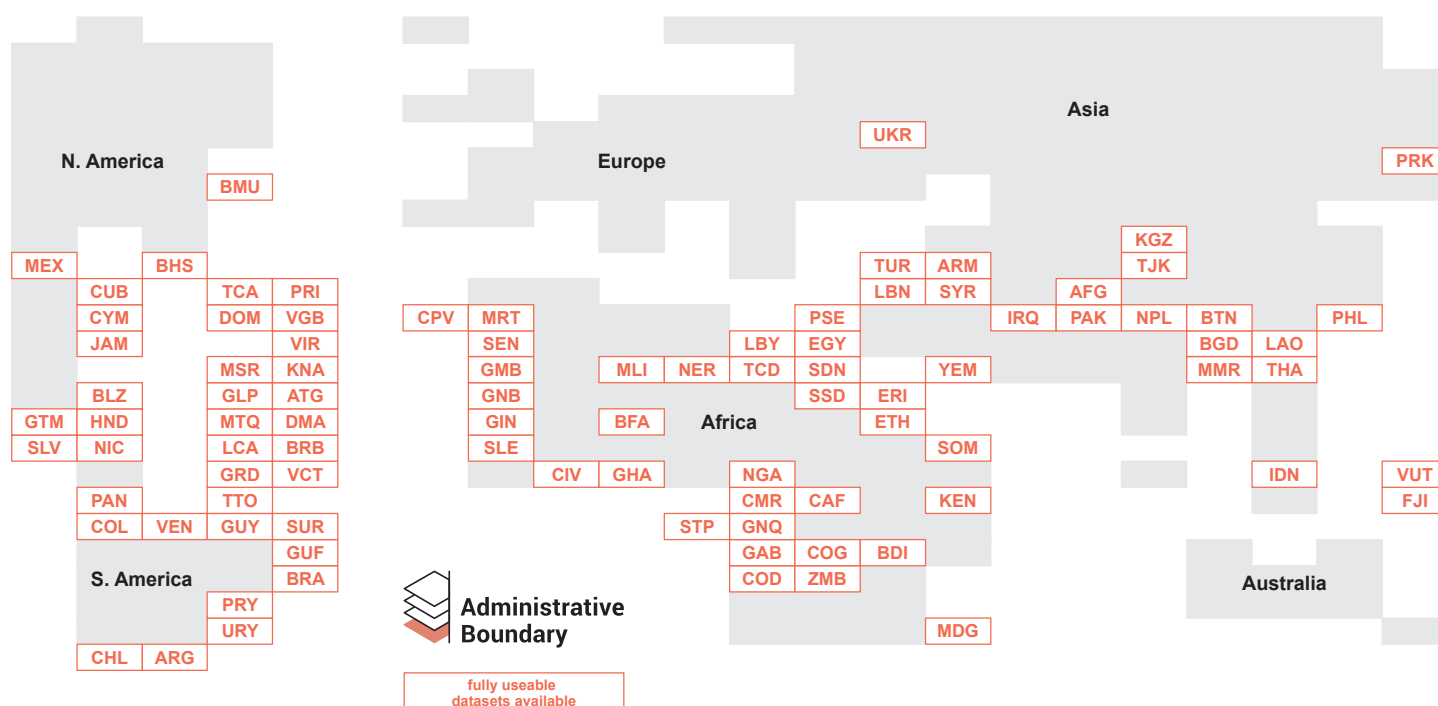 Asia
UKR
N. America
Europe
PRK
BMU
KGZ
MEX BHS TUR ARM TJK
CUB TCA PRI LBN SYR AFG
CYM DOM VGB CPV MRT PSE IRQ PAK NPL BTN PHL
JAM VIR SEN LBY EGY BGD LAO
MSR KNA GMB MLI NER TCD SDN YEM MMR THA
BLZ GLP ATG GNB SSD ERI
GTM HND MTQ DMA GIN BFA Africa ETH
SLV NIC LCA BRB SLE SOM
GRD VCT CIV GHA NGA IDN VUT
PAN TTO CMR CAF KEN FJI
COL VEN GUY SUR STP GNQ
GUF GAB COG BDI
S. America BRA COD ZMB Australia
PRY Administrative
URY Boundary MDG
CHL ARG
fully useable
datasets available